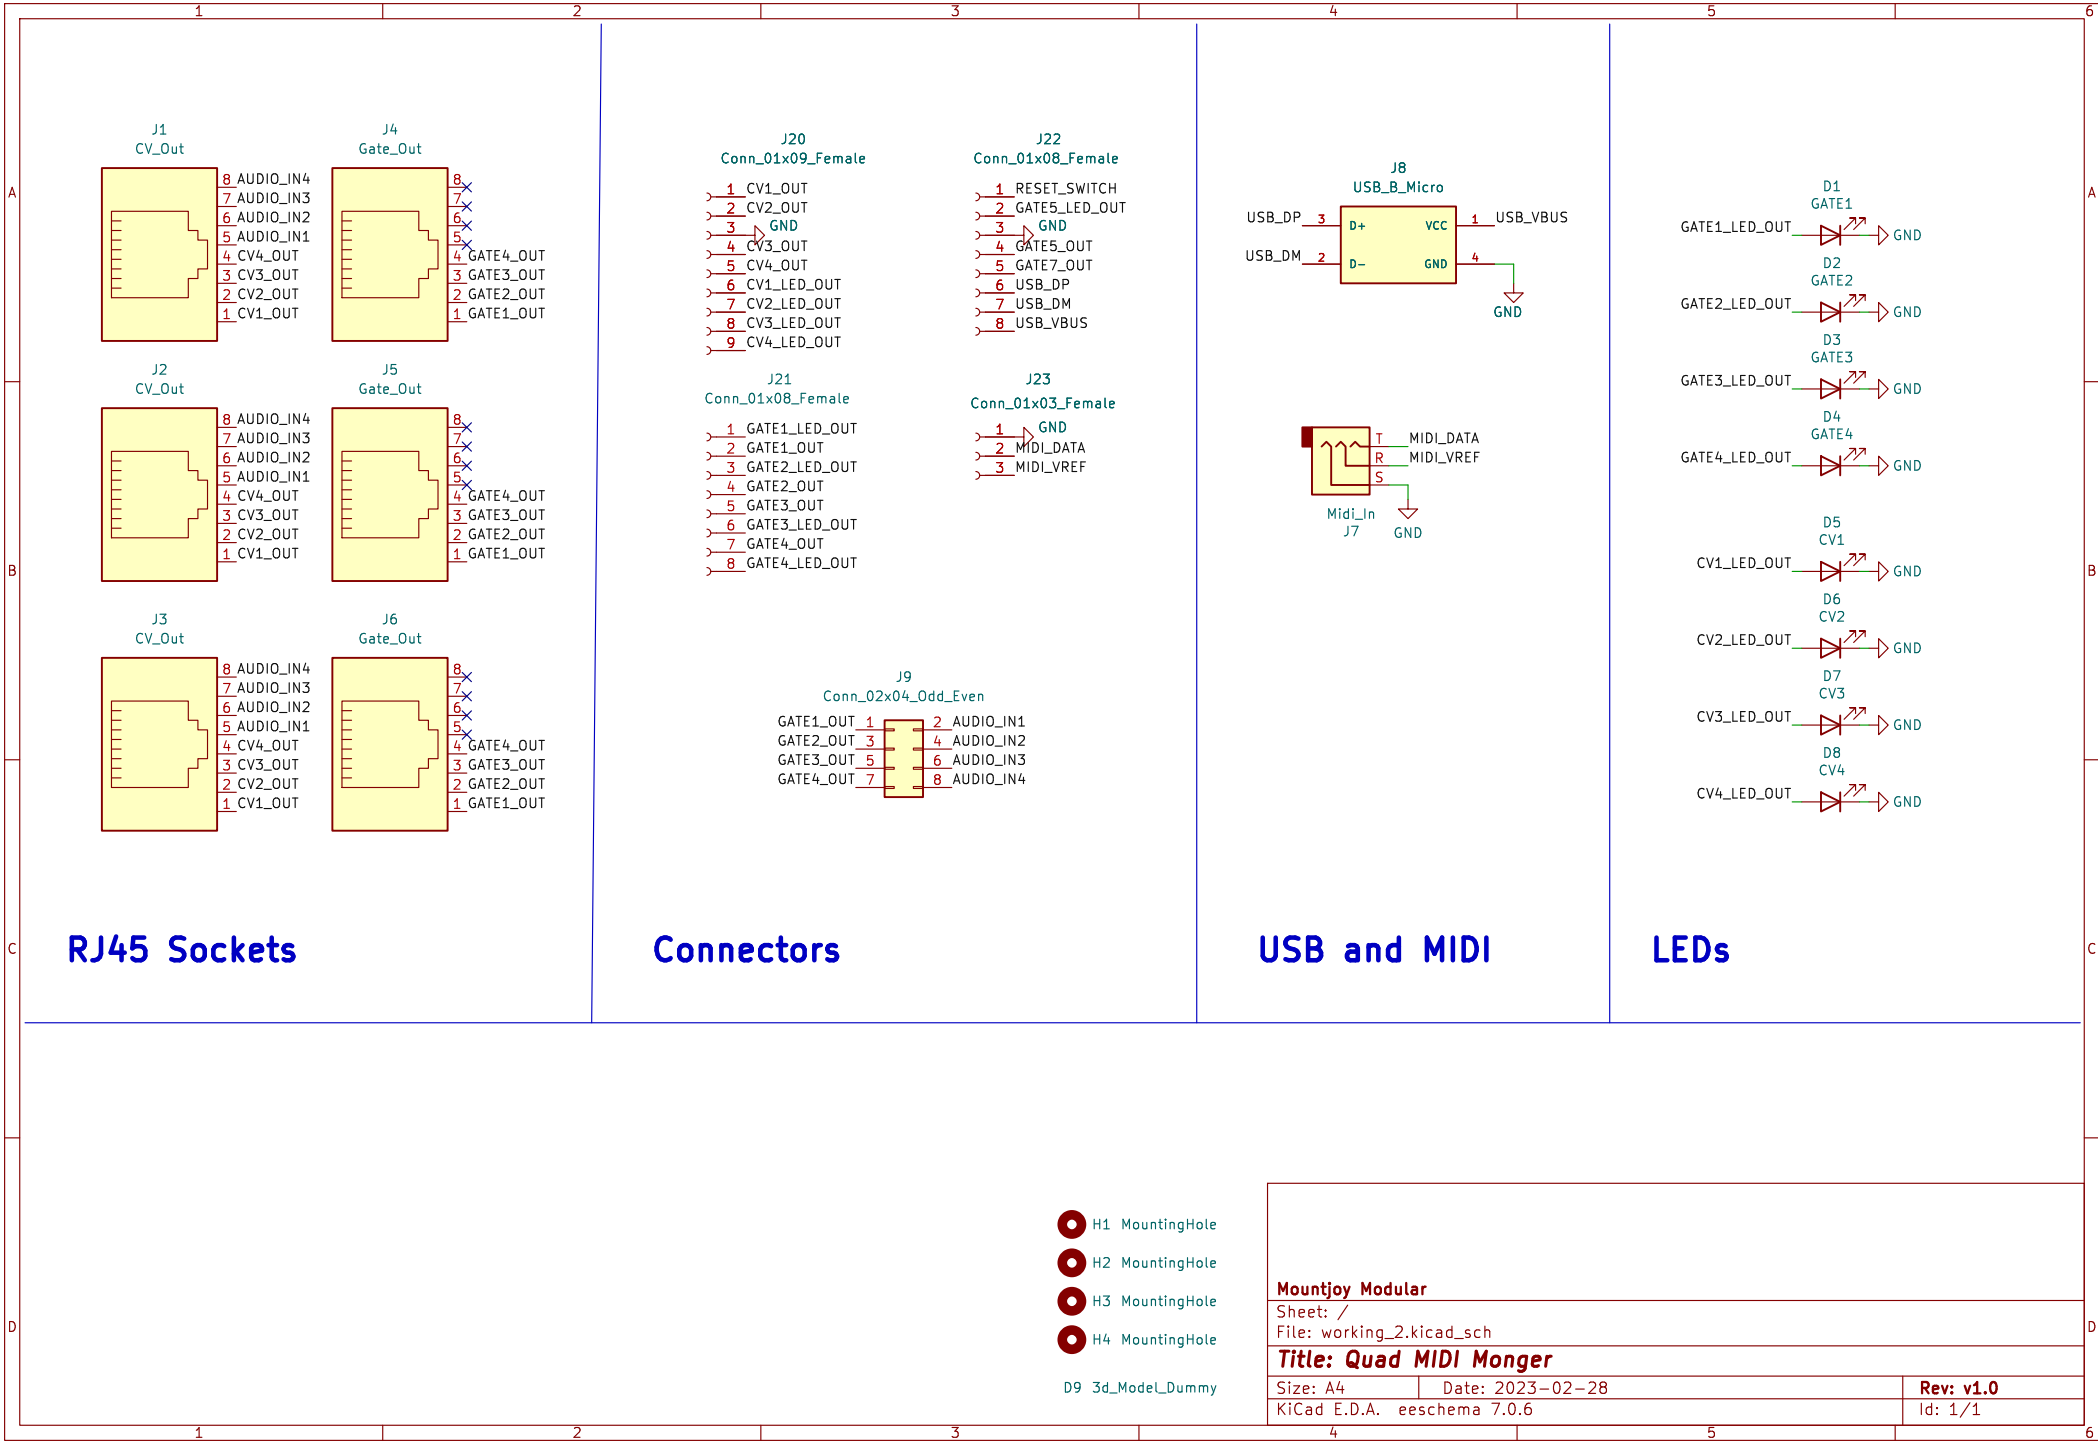 1 2 3 4 5 6
A A
B B
C C
D D
J1
CV_Out
8 AUDIO_IN4
7 AUDIO_IN3
6 AUDIO_IN2
5 AUDIO_IN1
4 CV4_OUT
3 CV3_OUT
2 CV2_OUT
1 CV1_OUT
J4
Gate_Out
8
7
6
5
4 GATE4_OUT
3 GATE3_OUT
2 GATE2_OUT
1 GATE1_OUT
J2
CV_Out
8 AUDIO_IN4
7 AUDIO_IN3
6 AUDIO_IN2
5 AUDIO_IN1
4 CV4_OUT
3 CV3_OUT
2 CV2_OUT
1 CV1_OUT
J5
Gate_Out
8
7
6
5
4 GATE4_OUT
3 GATE3_OUT
2 GATE2_OUT
1 GATE1_OUT
J3
CV_Out
8 AUDIO_IN4
7 AUDIO_IN3
6 AUDIO_IN2
5 AUDIO_IN1
4 CV4_OUT
3 CV3_OUT
2 CV2_OUT
1 CV1_OUT
J6
Gate_Out
8
7
6
5
4 GATE4_OUT
3 GATE3_OUT
2 GATE2_OUT
1 GATE1_OUT
RJ45 Sockets
J20
Conn_01x09_Female
1 CV1_OUT
2 CV2_OUT
3 GND
4 CV3_OUT
5 CV4_OUT
6 CV1_LED_OUT
7 CV2_LED_OUT
8 CV3_LED_OUT
9 CV4_LED_OUT
J22
Conn_01x08_Female
1 RESET_SWITCH
2 GATE5_LED_OUT
3 GND
4 GATE5_OUT
5 GATE7_OUT
6 USB_DP
7 USB_DM
8 USB_VBUS
J21
Conn_01x08_Female
1 GATE1_LED_OUT
2 GATE1_OUT
3 GATE2_LED_OUT
4 GATE2_OUT
5 GATE3_OUT
6 GATE3_LED_OUT
7 GATE4_OUT
8 GATE4_LED_OUT
J23
Conn_01x03_Female
1 GND
2 MIDI_DATA
3 MIDI_VREF
J9
Conn_02x04_Odd_Even
GATE1_OUT 1 2 AUDIO_IN1
GATE2_OUT 3 4 AUDIO_IN2
GATE3_OUT 5 6 AUDIO_IN3
GATE4_OUT 7 8 AUDIO_IN4
Connectors
J8
USB_B_Micro
USB_DP 3 D+ VCC 1 USB_VBUS
USB_DM 2 D- GND 4
GND
T MIDI_DATA
R MIDI_VREF
S
Midi_In
J7
GND
USB and MIDI
D1
GATE1
GATE1_LED_OUT GND
D2
GATE2
GATE2_LED_OUT GND
D3
GATE3
GATE3_LED_OUT GND
D4
GATE4
GATE4_LED_OUT GND
D5
CV1
CV1_LED_OUT GND
D6
CV2
CV2_LED_OUT GND
D7
CV3
CV3_LED_OUT GND
D8
CV4
CV4_LED_OUT GND
LEDs
H1 MountingHole
H2 MountingHole
H3 MountingHole
H4 MountingHole
D9 3d_Model_Dummy
Mountjoy Modular
Sheet: /
File: working_2.kicad_sch
Title: Quad MIDI Monger
Size: A4 Date: 2023-02-28 Rev: v1.0
KiCad E.D.A. eeschema 7.0.6 Id: 1/1
1 2 3 4 5 6